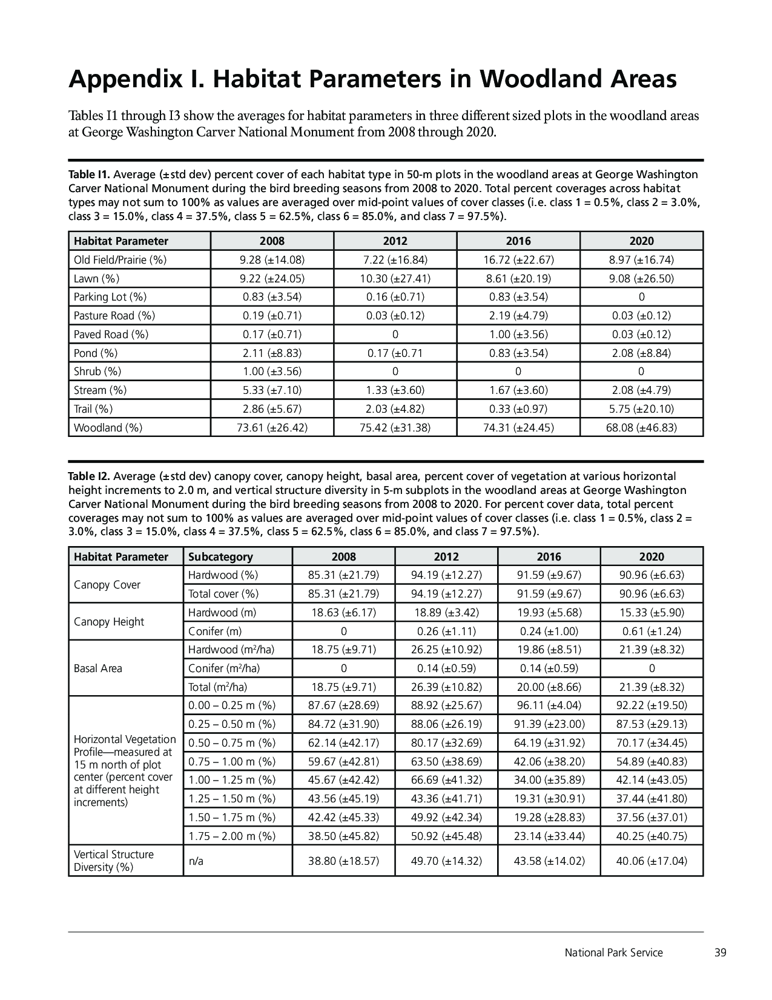 Appendix I. Habitat Parameters in Woodland Areas
Tables I1 through I3 show the averages for habitat parameters in three different sized plots in the woodland areas
at George Washington Carver National Monument from 2008 through 2020.
Table I1. Average (±std dev) percent cover of each habitat type in 50-m plots in the woodland areas at George Washington
Carver National Monument during the bird breeding seasons from 2008 to 2020. Total percent coverages across habitat
types may not sum to 100% as values are averaged over mid-point values of cover classes (i.e. class 1 = 0.5%, class 2 = 3.0%,
class 3 = 15.0%, class 4 = 37.5%, class 5 = 62.5%, class 6 = 85.0%, and class 7 = 97.5%).
Habitat Parameter 2008 2012 2016 2020
Old Field/Prairie (%) 9.28 (±14.08) 7.22 (±16.84) 16.72 (±22.67) 8.97 (±16.74)
Lawn (%) 9.22 (±24.05) 10.30 (±27.41) 8.61 (±20.19) 9.08 (±26.50)
Parking Lot (%) 0.83 (±3.54) 0.16 (±0.71) 0.83 (±3.54) 0
Pasture Road (%) 0.19 (±0.71) 0.03 (±0.12) 2.19 (±4.79) 0.03 (±0.12)
Paved Road (%) 0.17 (±0.71) 0 1.00 (±3.56) 0.03 (±0.12)
Pond (%) 2.11 (±8.83) 0.17 (±0.71 0.83 (±3.54) 2.08 (±8.84)
Shrub (%) 1.00 (±3.56) 0 0 0
Stream (%) 5.33 (±7.10) 1.33 (±3.60) 1.67 (±3.60) 2.08 (±4.79)
Trail (%) 2.86 (±5.67) 2.03 (±4.82) 0.33 (±0.97) 5.75 (±20.10)
Woodland (%) 73.61 (±26.42) 75.42 (±31.38) 74.31 (±24.45) 68.08 (±46.83)
Table I2. Average (±std dev) canopy cover, canopy height, basal area, percent cover of vegetation at various horizontal
height increments to 2.0 m, and vertical structure diversity in 5-m subplots in the woodland areas at George Washington
Carver National Monument during the bird breeding seasons from 2008 to 2020. For percent cover data, total percent
coverages may not sum to 100% as values are averaged over mid-point values of cover classes (i.e. class 1 = 0.5%, class 2 =
3.0%, class 3 = 15.0%, class 4 = 37.5%, class 5 = 62.5%, class 6 = 85.0%, and class 7 = 97.5%).
Habitat Parameter Subcategory 2008 2012 2016 2020
Canopy Cover
Hardwood (%) 85.31 (±21.79) 94.19 (±12.27) 91.59 (±9.67) 90.96 (±6.63)
Total cover (%) 85.31 (±21.79) 94.19 (±12.27) 91.59 (±9.67) 90.96 (±6.63)
Canopy Height
Hardwood (m) 18.63 (±6.17) 18.89 (±3.42) 19.93 (±5.68) 15.33 (±5.90)
Conifer (m) 0 0.26 (±1.11) 0.24 (±1.00) 0.61 (±1.24)
Basal Area
Hardwood (m²/ha) 18.75 (±9.71) 26.25 (±10.92) 19.86 (±8.51) 21.39 (±8.32)
Conifer (m²/ha) 0 0.14 (±0.59) 0.14 (±0.59) 0
Total (m²/ha) 18.75 (±9.71) 26.39 (±10.82) 20.00 (±8.66) 21.39 (±8.32)
Horizontal Vegetation
Profile—measured at
15 m north of plot
center (percent cover
at different height
increments)
0.00 – 0.25 m (%) 87.67 (±28.69) 88.92 (±25.67) 96.11 (±4.04) 92.22 (±19.50)
0.25 – 0.50 m (%) 84.72 (±31.90) 88.06 (±26.19) 91.39 (±23.00) 87.53 (±29.13)
0.50 – 0.75 m (%) 62.14 (±42.17) 80.17 (±32.69) 64.19 (±31.92) 70.17 (±34.45)
0.75 – 1.00 m (%) 59.67 (±42.81) 63.50 (±38.69) 42.06 (±38.20) 54.89 (±40.83)
1.00 – 1.25 m (%) 45.67 (±42.42) 66.69 (±41.32) 34.00 (±35.89) 42.14 (±43.05)
1.25 – 1.50 m (%) 43.56 (±45.19) 43.36 (±41.71) 19.31 (±30.91) 37.44 (±41.80)
1.50 – 1.75 m (%) 42.42 (±45.33) 49.92 (±42.34) 19.28 (±28.83) 37.56 (±37.01)
1.75 – 2.00 m (%) 38.50 (±45.82) 50.92 (±45.48) 23.14 (±33.44) 40.25 (±40.75)
Vertical Structure
Diversity (%)
n/a 38.80 (±18.57) 49.70 (±14.32) 43.58 (±14.02) 40.06 (±17.04)
National Park Service 39